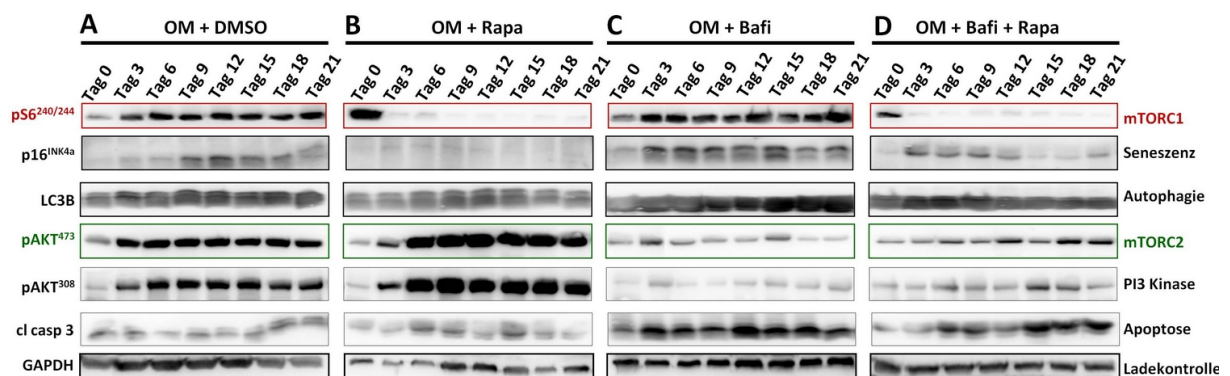 A OM + DMSO B OM + Rapa C OM + Bafi D OM + Bafi + Rapa
Tag 0 Tag 3 Tag 6 Tag 9 Tag 12 Tag 15 Tag 18 Tag 21 Tag 0 Tag 3 Tag 6 Tag 9 Tag 12 Tag 15 Tag 18 Tag 21 Tag 0 Tag 3 Tag 6 Tag 9 Tag 12 Tag 15 Tag 18 Tag 21 Tag 0 Tag 3 Tag 6 Tag 9 Tag 12 Tag 15 Tag 18 Tag 21
pS6²⁴⁰/²⁴⁴ mTORC1
p16ᴵᴺᴷ⁴ᵃ Seneszenz
LC3B Autophagie
pAKT⁴⁷³ mTORC2
pAKT³⁰⁸ PI3 Kinase
cl casp 3 Apoptose
GAPDH Ladekontrolle